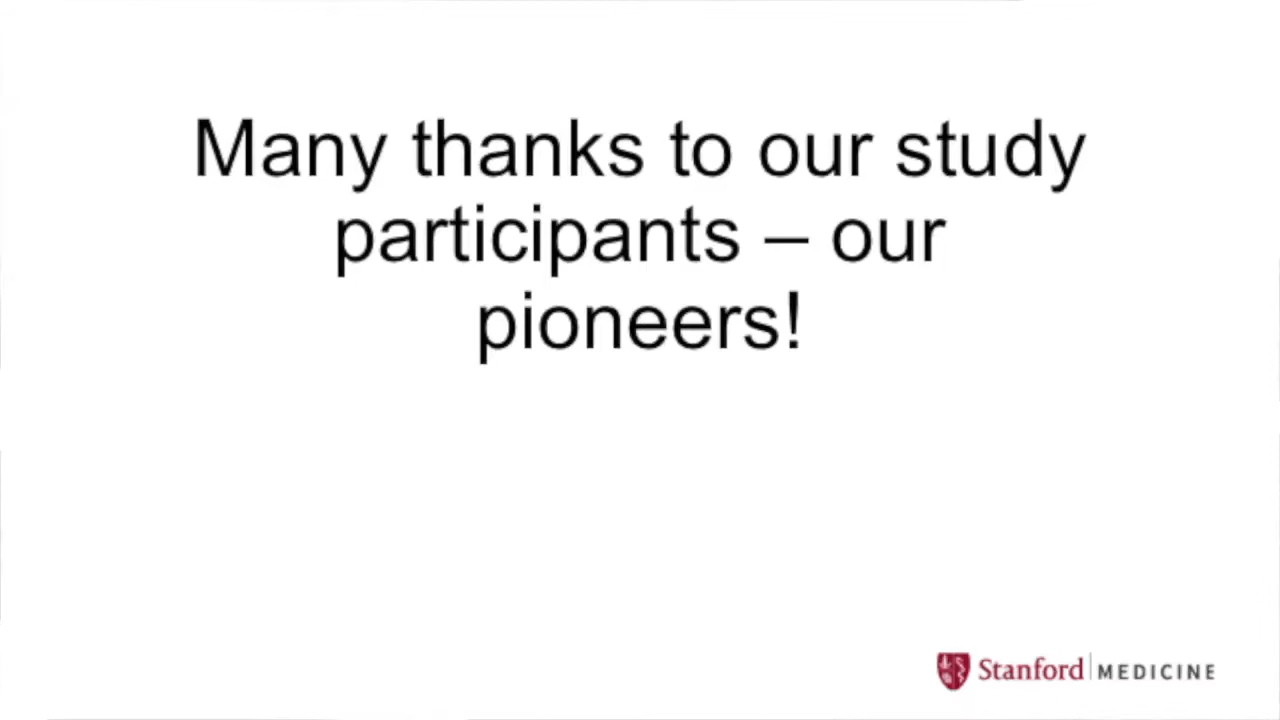 Many thanks to our study
participants – our
pioneers!
Stanford MEDICINE